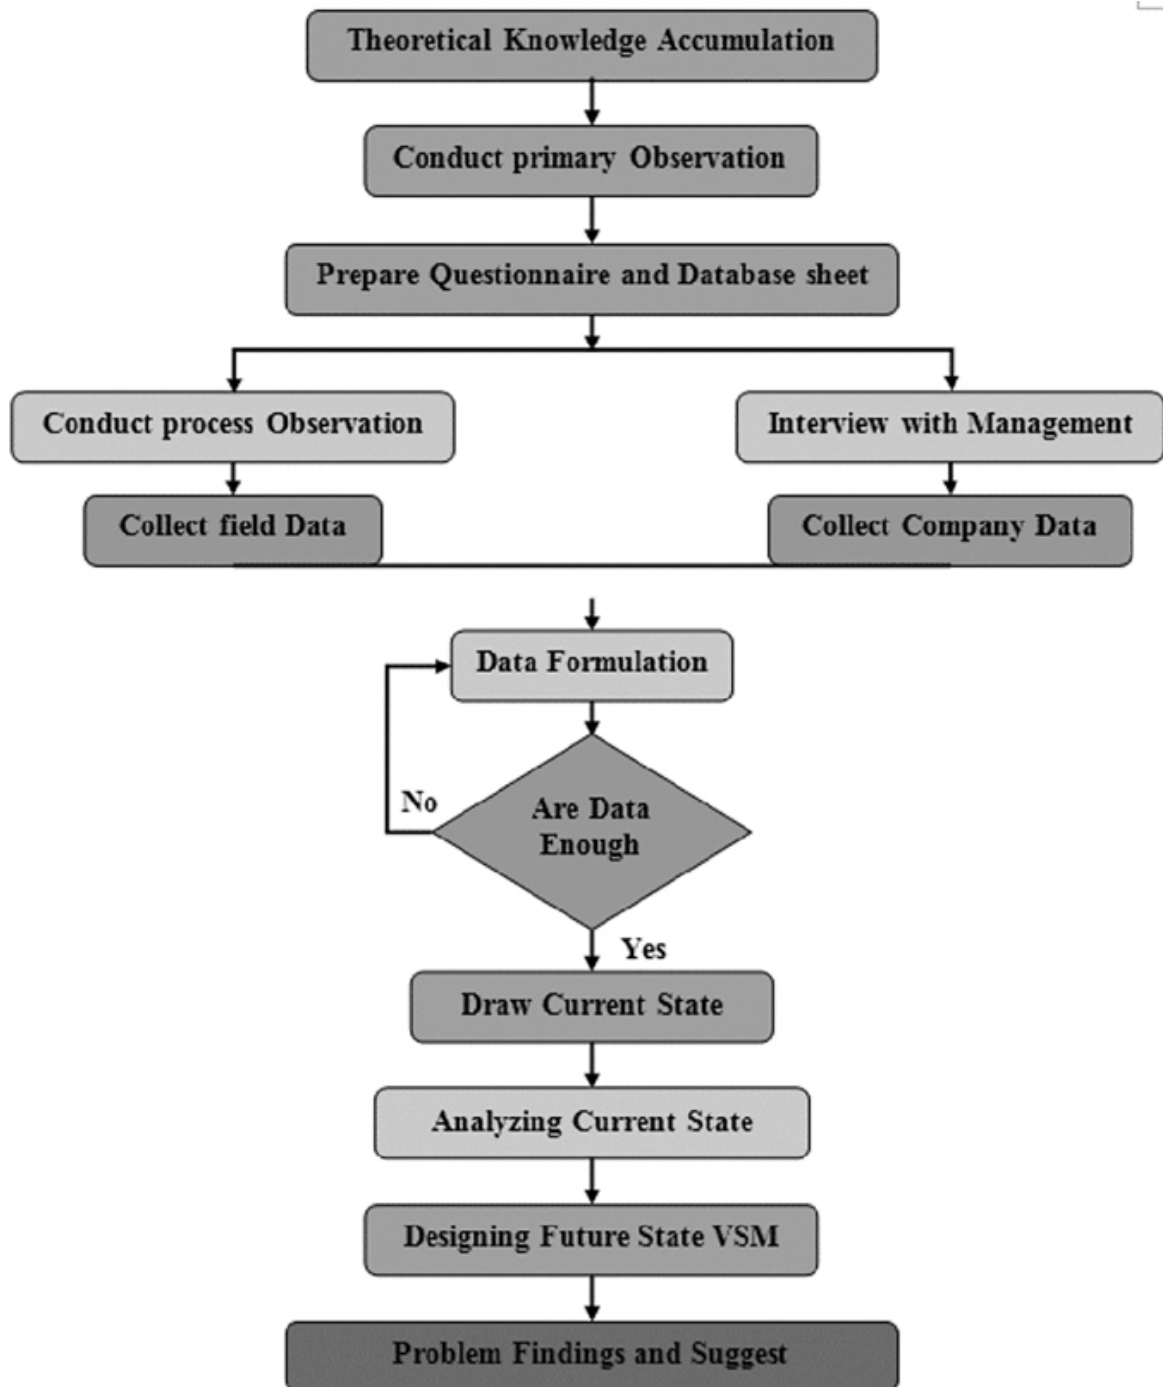 Theoretical Knowledge Accumulation
Conduct primary Observation
Prepare Questionnaire and Database sheet
Conduct process Observation
Interview with Management
Collect field Data
Collect Company Data
Data Formulation
No
Are Data
Enough
Yes
Draw Current State
Analyzing Current State
Designing Future State VSM
Problem Findings and Suggest